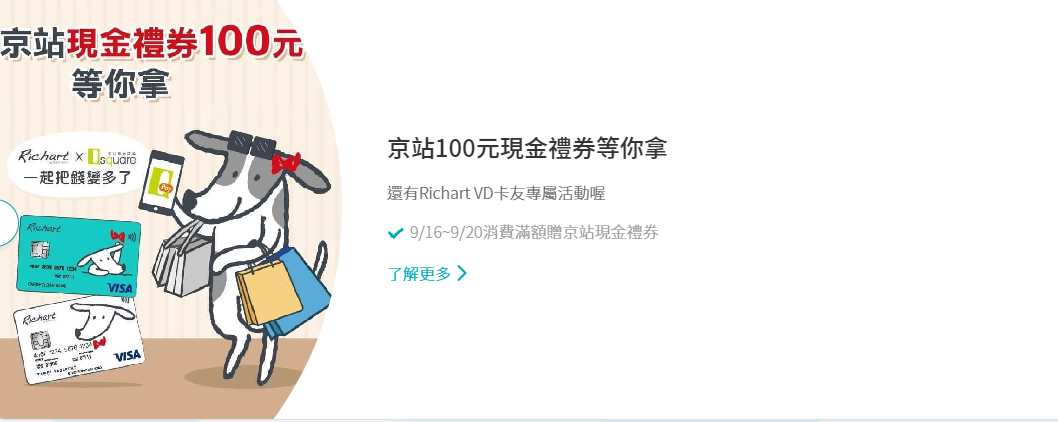 京站現金禮券100元
等你拿
Richart x Qsquare
一起把錢變多了
Pay
Richart
VISA
Richart
VISA
京站100元現金禮券等你拿
還有Richart VD卡友專屬活動喔
9/16~9/20消費滿額贈京站現金禮券
了解更多